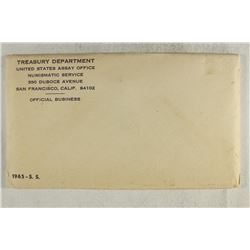 TREASURY DEPARTMENT
UNITED STATES ASSAY OFFICE
NUMISMATIC SERVICE
350 DUBOCE AVENUE
SAN FRANCISCO, CALIF. 94102
OFFICIAL BUSINESS
1965 - S. S.